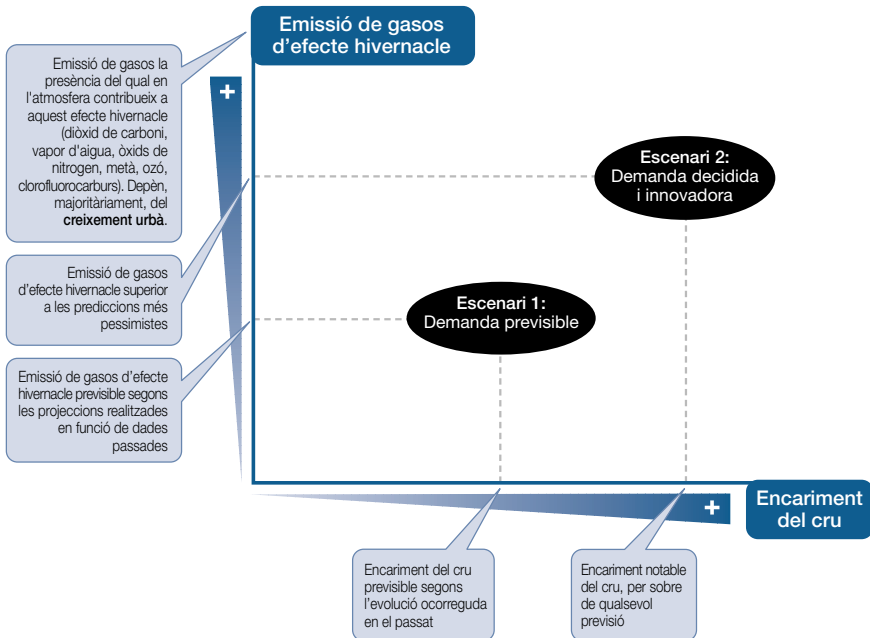 Emissió de gasos
d'efecte hivernacle
Emissió de gasos la
presència del qual en
l'atmosfera contribueix a
aquest efecte hivernacle
(diòxid de carboni,
vapor d'aigua, òxids de
nitrogen, metà, ozó,
clorofluorocarburs). Depèn,
majoritàriament, del
creixement urbà.
+
Escenari 2:
Demanda decidida
i innovadora
Emissió de gasos
d'efecte hivernacle superior
a les prediccions més
pessimistes
Escenari 1:
Demanda previsible
Emissió de gasos d'efecte
hivernacle previsible segons
les projeccions realitzades
en funció de dades
passades
+
Encariment
del cru
Encariment del cru
previsible segons
l'evolució ocorreguda
en el passat
Encariment notable
del cru, per sobre
de qualsevol
previsió